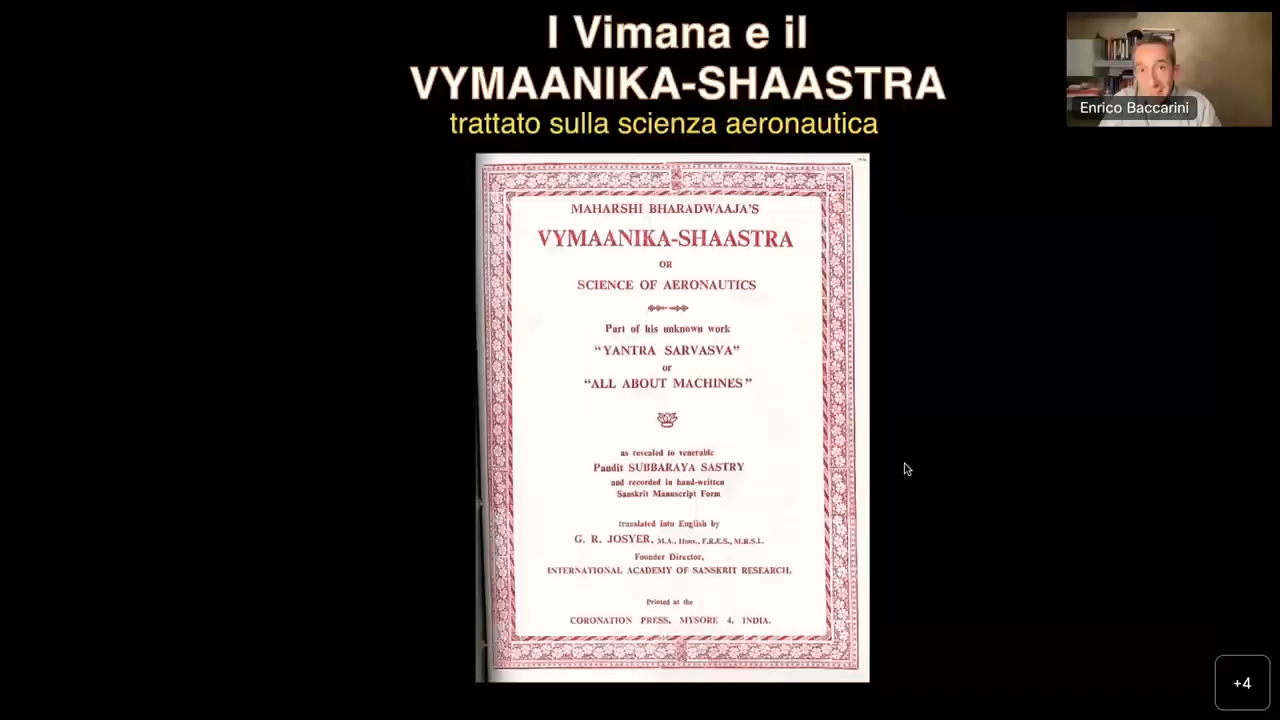 I Vimana e il
VYMAANIKA-SHAASTRA
trattato sulla scienza aeronautica
Enrico Baccarini
MAHARSHI BHARADWAAJA'S
VYMAANIKA-SHAASTRA
OR
SCIENCE OF AERONAUTICS
Part of his unknown work
"YANTRA SARVASVA"
or
"ALL ABOUT MACHINES"
as revealed to venerable
Pandit SUBBARAYA SASTRY
and recorded in hand-written
Sanskrit Manuscript Form
translated into English by
G. R. JOSYER, M.A., Hons., F.R.E.S., M.R.S.L.
Founder Director,
INTERNATIONAL ACADEMY OF SANSKRIT RESEARCH.
Printed at the
CORONATION PRESS, MYSORE 4, INDIA.
+4